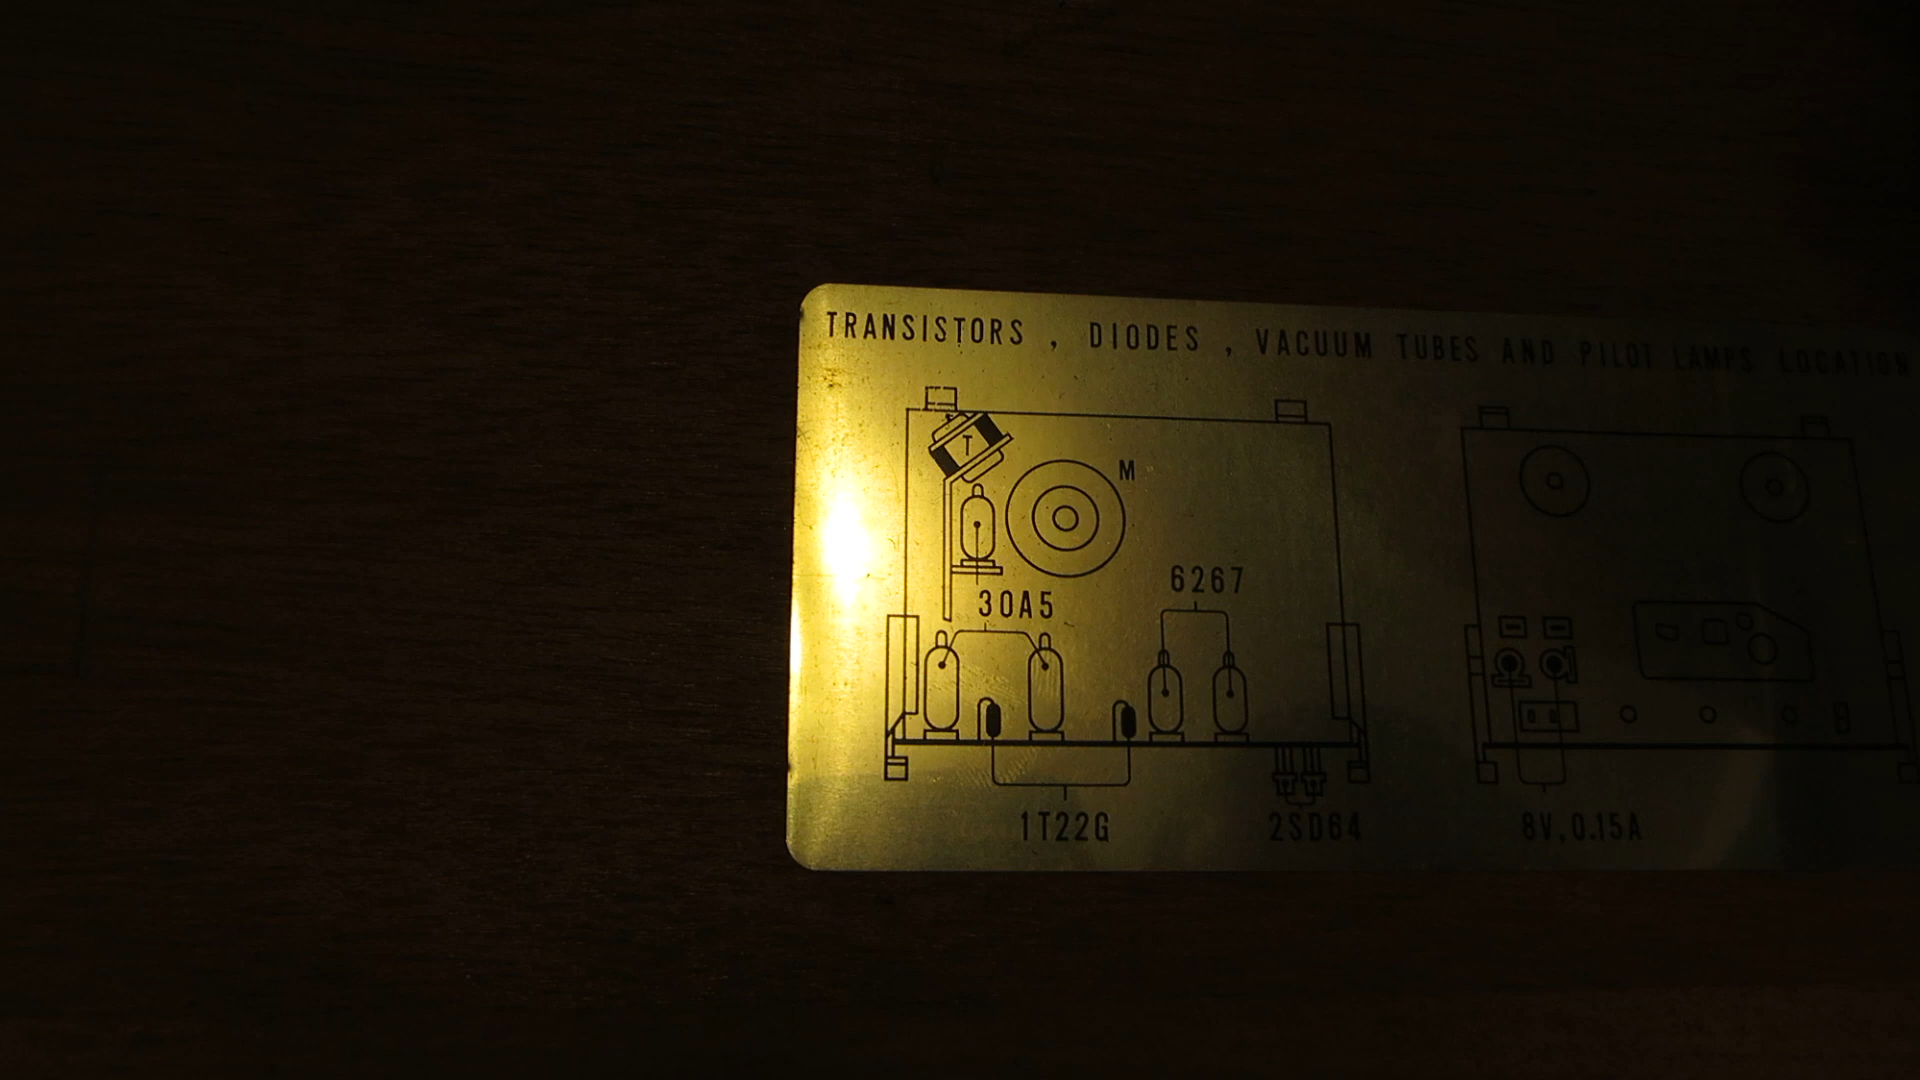 TRANSISTORS , DIODES , VACUUM TUBES AND PILOT LAMPS LOCATION
T
M
6267
30A5
1T22G
2SD64
8V,0.15A